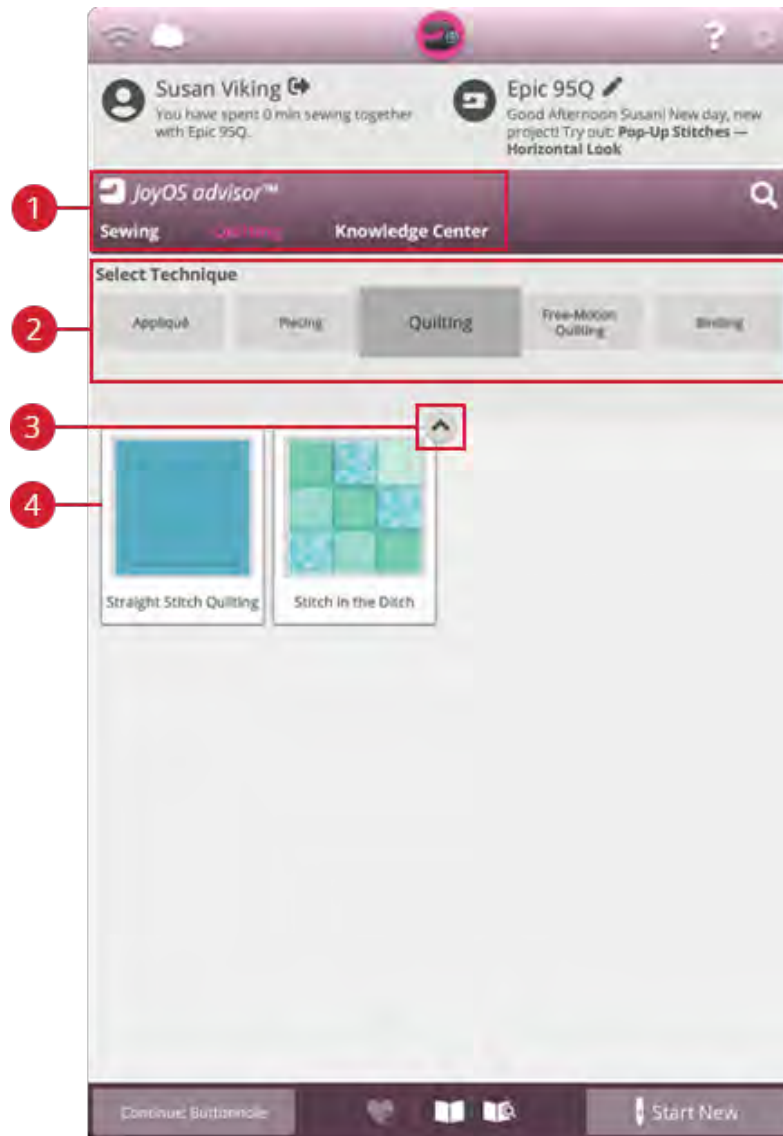 ?
Susan Viking
You have spent 0 min sewing together
with Epic 95Q.
Epic 95Q
Good Afternoon Susan! New day, new
project! Try out: Pop-Up Stitches —
Horizontal Look
1
JoyOS advisor™
Sewing Quilting Knowledge Center
2
Select Technique
Appliqué Piecing Quilting Free-Motion Quilting Binding
3
4
Straight Stitch Quilting Stitch in the Ditch
Continue: Buttonhole Start New